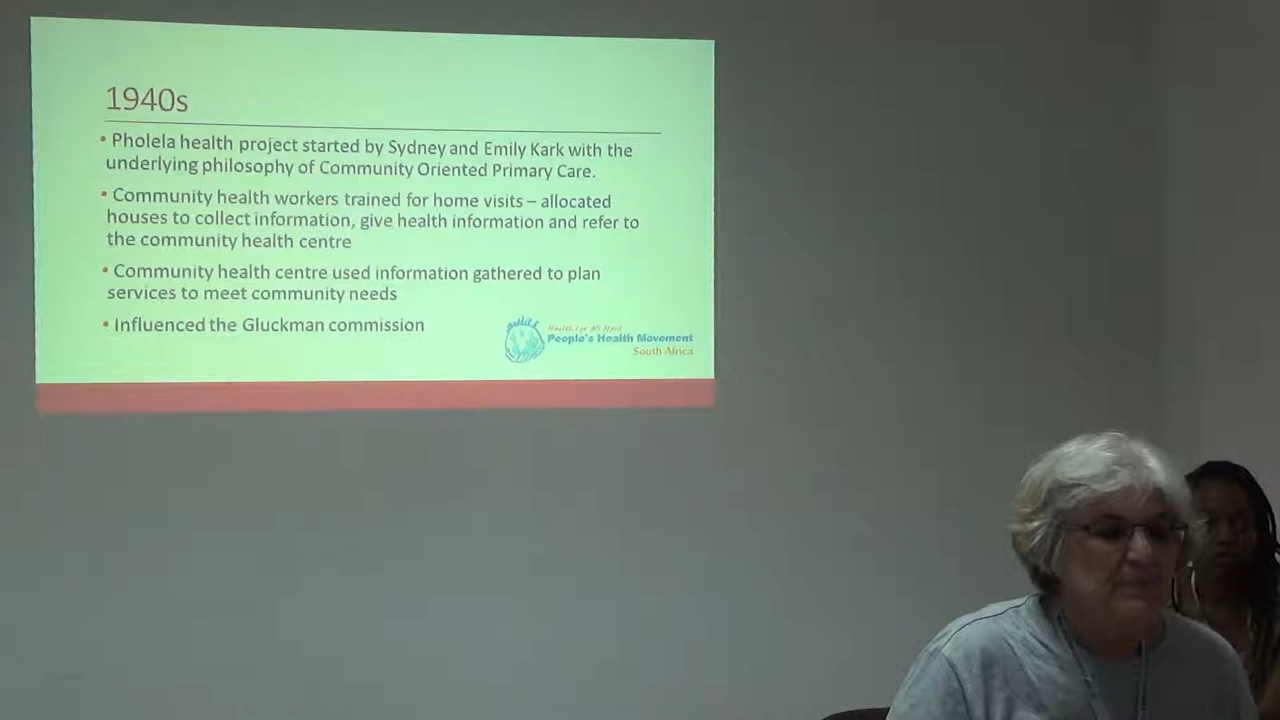 1940s
• Pholela health project started by Sydney and Emily Kark with the
underlying philosophy of Community Oriented Primary Care.
• Community health workers trained for home visits – allocated
houses to collect information, give health information and refer to
the community health centre
• Community health centre used information gathered to plan
services to meet community needs
• Influenced the Gluckman commission
Health For All Now!
People's Health Movement
South Africa